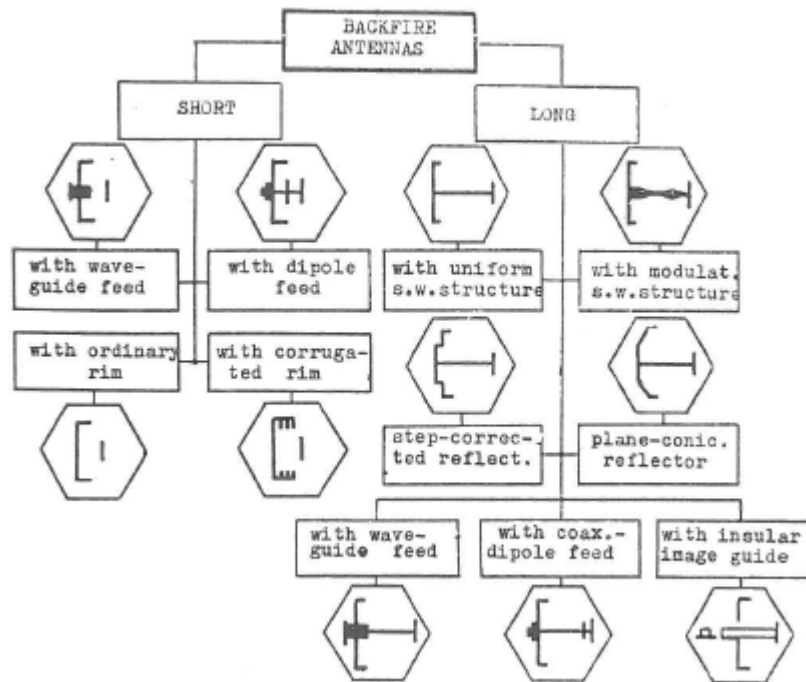 BACKFIRE
ANTENNAS
SHORT
LONG
with wave-
guide feed
with dipole
feed
with uniform
s.w.structure
with modulat.
s.w.structure
with ordinary
rim
with corruga-
ted rim
step-correc-
ted reflect.
plane-conic.
reflector
with wave-
guide feed
with coax.-
dipole feed
with insular
image guide